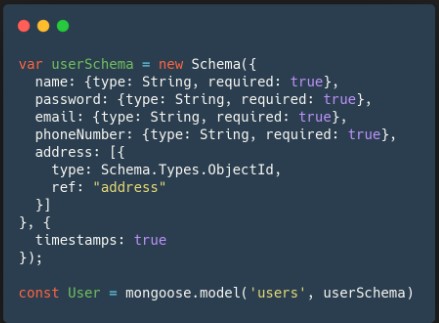 var userSchema = new Schema({
  name: {type: String, required: true},
  password: {type: String, required: true},
  email: {type: String, required: true},
  phoneNumber: {type: String, required: true},
  address: [{
    type: Schema.Types.ObjectId,
    ref: "address"
  }]
}, {
  timestamps: true
});
const User = mongoose.model('users', userSchema)